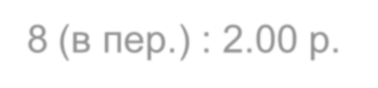 8 (в пер.) : 2.00 р.